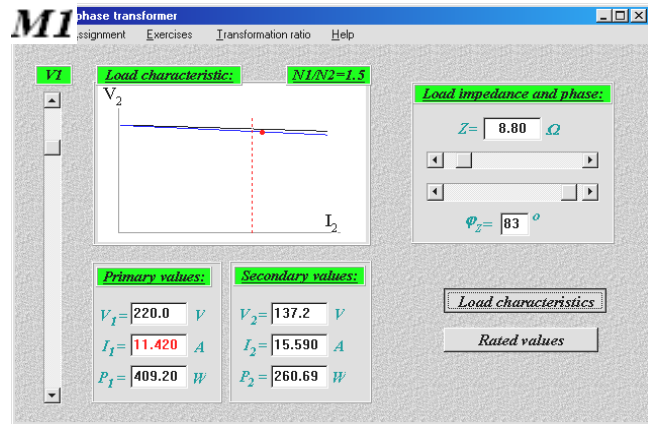 M1
phase transformer
ssignment Exercises Transformation ratio Help
V1
Load characteristic: N1/N2=1.5
V2
I2
Load impedance and phase:
Z= 8.80 Ω
φZ= 83 o
Primary values:
V1= 220.0 V
I1= 11.420 A
P1= 409.20 W
Secondary values:
V2= 137.2 V
I2= 15.590 A
P2= 260.69 W
Load characteristics
Rated values